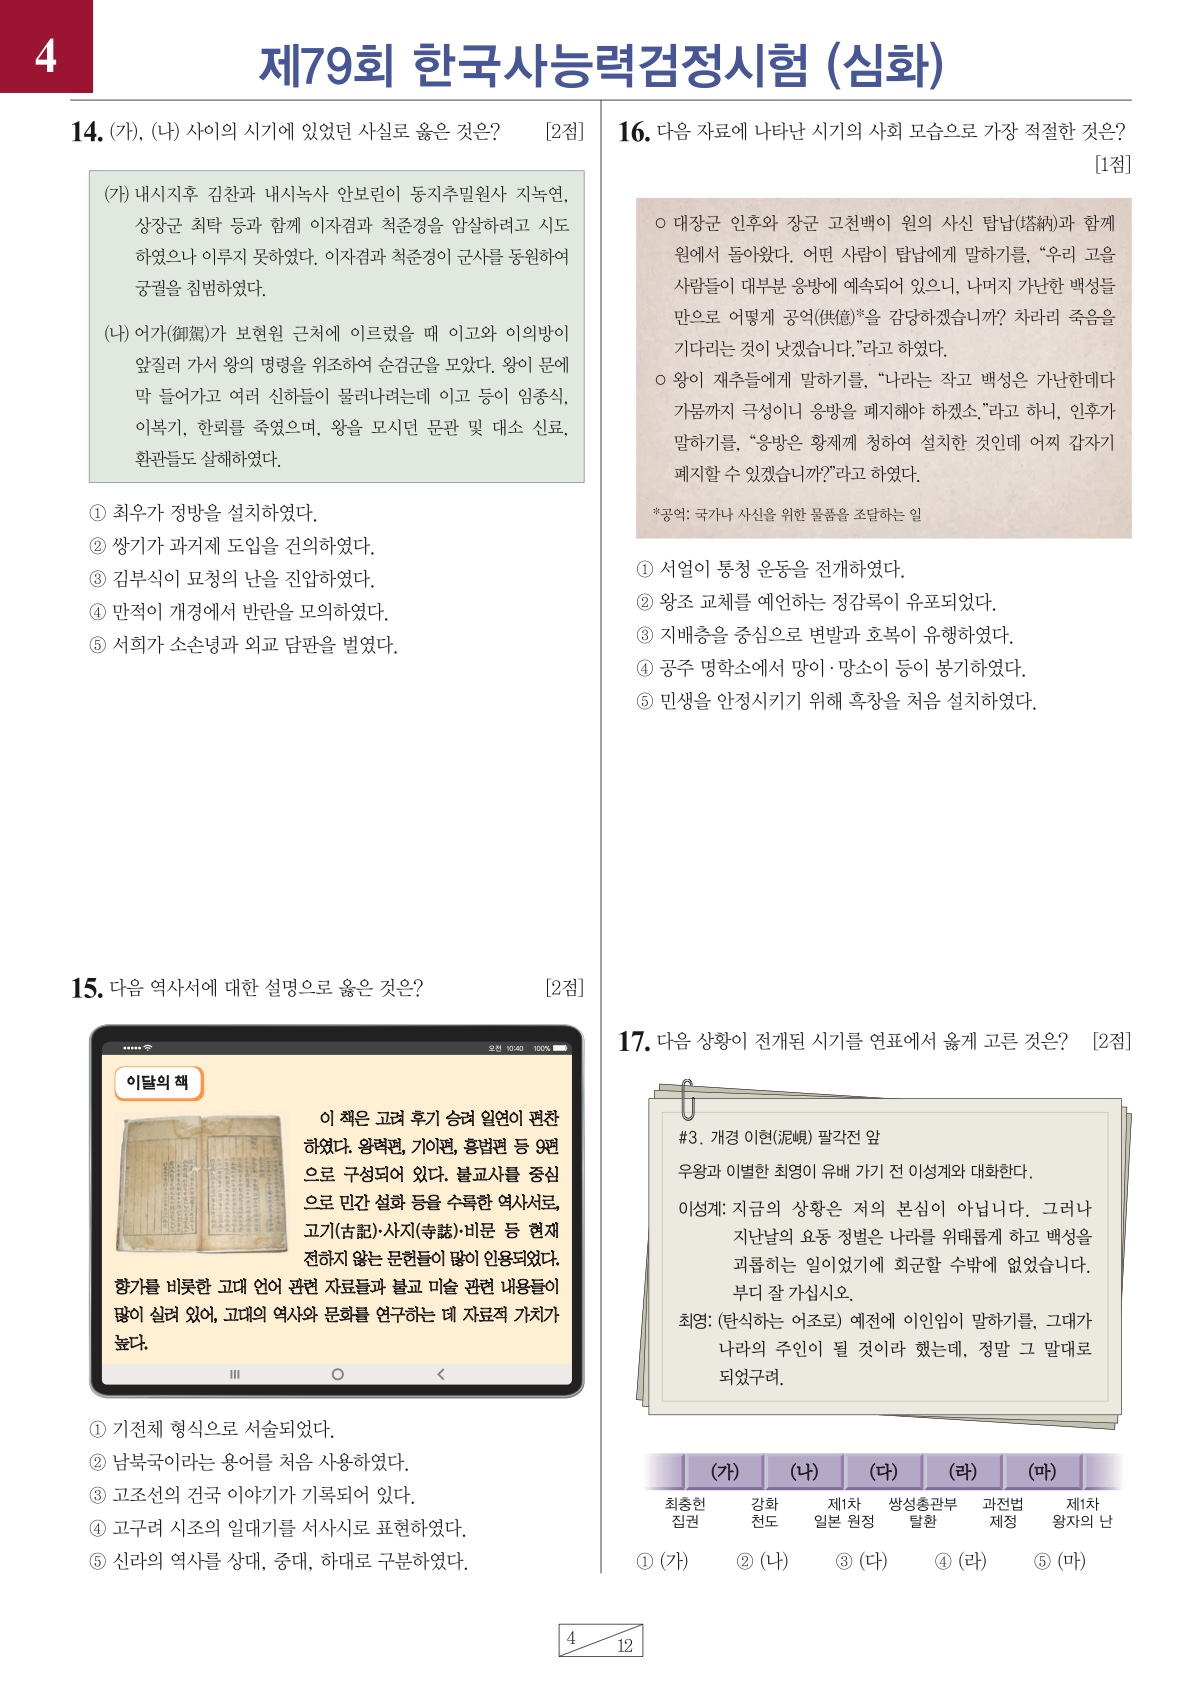 4
제79회 한국사능력검정시험 (심화)
14. (가), (나) 사이의 시기에 있었던 사실로 옳은 것은? [2점]
(가) 내시지후 김찬과 내시녹사 안보린이 동지추밀원사 지녹연,
상장군 최탁 등과 함께 이자겸과 척준경을 암살하려고 시도
하였으나 이루지 못하였다. 이자겸과 척준경이 군사를 동원하여
궁궐을 침범하였다.
(나) 어가(御駕)가 보현원 근처에 이르렀을 때 이고와 이의방이
앞질러 가서 왕의 명령을 위조하여 순검군을 모았다. 왕이 문에
막 들어가고 여러 신하들이 물러나려는데 이고 등이 임종식,
이복기, 한뢰를 죽였으며, 왕을 모시던 문관 및 대소 신료,
환관들도 살해하였다.
① 최우가 정방을 설치하였다.
② 쌍기가 과거제 도입을 건의하였다.
③ 김부식이 묘청의 난을 진압하였다.
④ 만적이 개경에서 반란을 모의하였다.
⑤ 서희가 소손녕과 외교 담판을 벌였다.
15. 다음 역사서에 대한 설명으로 옳은 것은? [2점]
오전 10:40 100%
이달의 책
이 책은 고려 후기 승려 일연이 편찬
하였다. 왕력편, 기이편, 흥법편 등 9편
으로 구성되어 있다. 불교사를 중심
으로 민간 설화 등을 수록한 역사서로,
고기(古記)·사지(寺誌)·비문 등 현재
전하지 않는 문헌들이 많이 인용되었다.
향가를 비롯한 고대 언어 관련 자료들과 불교 미술 관련 내용들이
많이 실려 있어, 고대의 역사와 문화를 연구하는 데 자료적 가치가
높다.
① 기전체 형식으로 서술되었다.
② 남북국이라는 용어를 처음 사용하였다.
③ 고조선의 건국 이야기가 기록되어 있다.
④ 고구려 시조의 일대기를 서사시로 표현하였다.
⑤ 신라의 역사를 상대, 중대, 하대로 구분하였다.
16. 다음 자료에 나타난 시기의 사회 모습으로 가장 적절한 것은?
[1점]
○ 대장군 인후와 장군 고천백이 원의 사신 탑납(塔納)과 함께
원에서 돌아왔다. 어떤 사람이 탑납에게 말하기를, “우리 고을
사람들이 대부분 응방에 예속되어 있으니, 나머지 가난한 백성들
만으로 어떻게 공억(供億)*을 감당하겠습니까? 차라리 죽음을
기다리는 것이 낫겠습니다.”라고 하였다.
○ 왕이 재추들에게 말하기를, “나라는 작고 백성은 가난한데다
가뭄까지 극성이니 응방을 폐지해야 하겠소.”라고 하니, 인후가
말하기를, “응방은 황제께 청하여 설치한 것인데 어찌 갑자기
폐지할 수 있겠습니까?”라고 하였다.
*공억: 국가나 사신을 위한 물품을 조달하는 일
① 서얼이 통청 운동을 전개하였다.
② 왕조 교체를 예언하는 정감록이 유포되었다.
③ 지배층을 중심으로 변발과 호복이 유행하였다.
④ 공주 명학소에서 망이·망소이 등이 봉기하였다.
⑤ 민생을 안정시키기 위해 흑창을 처음 설치하였다.
17. 다음 상황이 전개된 시기를 연표에서 옳게 고른 것은? [2점]
#3. 개경 이현(泥峴) 팔각전 앞
우왕과 이별한 최영이 유배 가기 전 이성계와 대화한다.
이성계: 지금의 상황은 저의 본심이 아닙니다. 그러나
지난날의 요동 정벌은 나라를 위태롭게 하고 백성을
괴롭히는 일이었기에 회군할 수밖에 없었습니다.
부디 잘 가십시오.
최영: (탄식하는 어조로) 예전에 이인임이 말하기를, 그대가
나라의 주인이 될 것이라 했는데, 정말 그 말대로
되었구려.
(가) (나) (다) (라) (마)
최충헌 강화 제1차 쌍성총관부 과전법 제1차
집권 천도 일본 원정 탈환 제정 왕자의 난
① (가) ② (나) ③ (다) ④ (라) ⑤ (마)
4 12